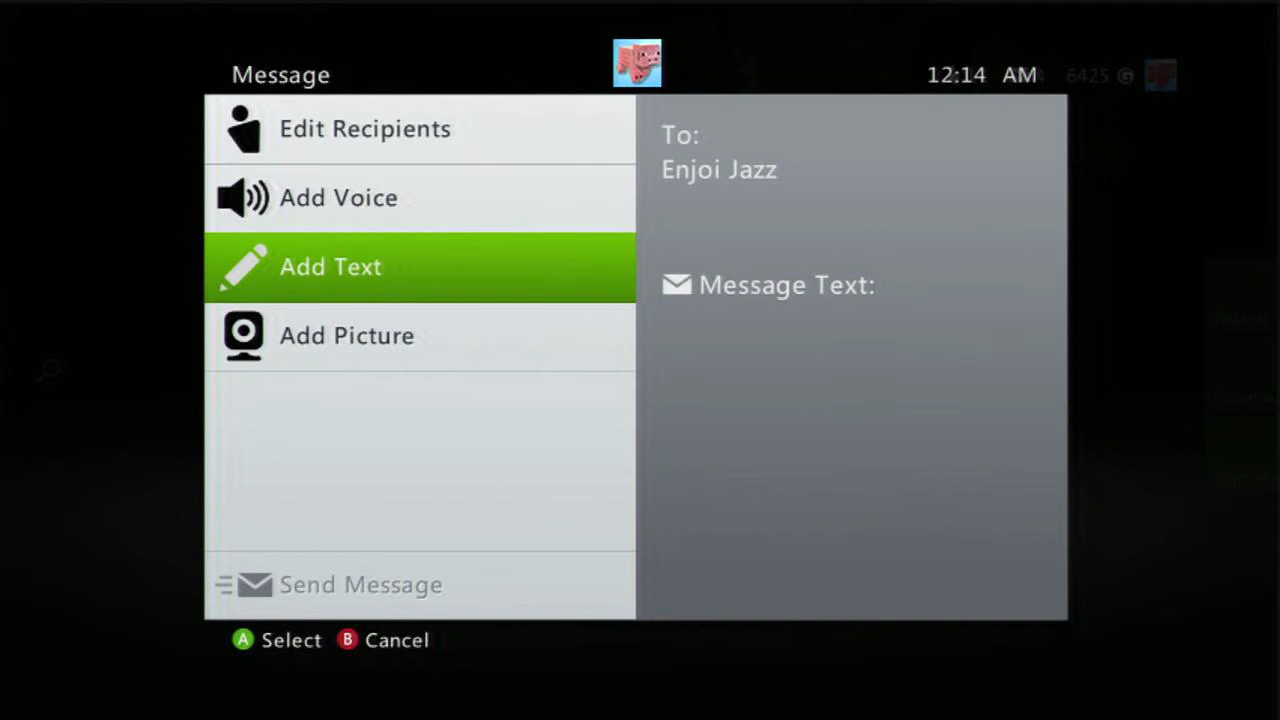 Message
12:14 AM
6425 G
Edit Recipients
Add Voice
Add Text
Add Picture
Send Message
To:
Enjoi Jazz
Message Text:
A Select B Cancel